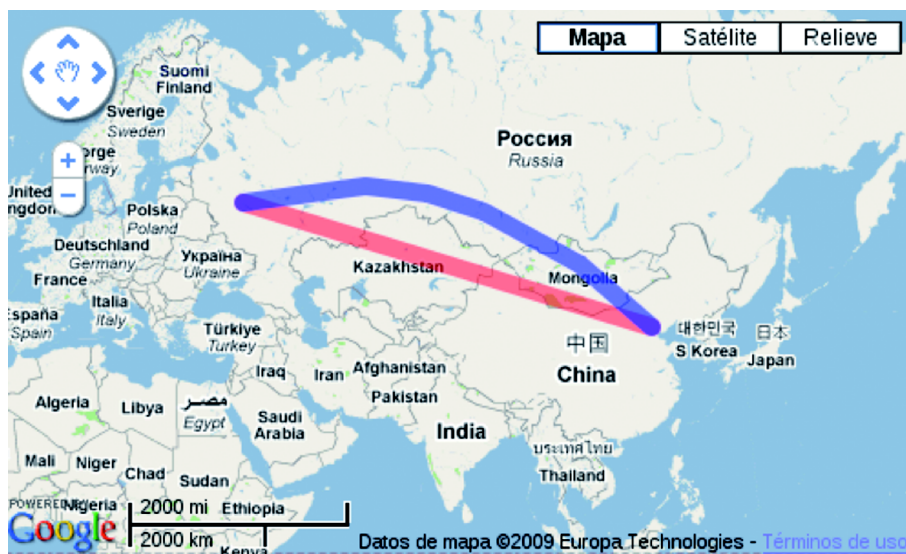 Mapa
Satélite
Relieve
Suomi
Finland
Sverige
Sweden
orge
rway
United
ngdon
Россия
Russia
Polska
Poland
Deutschland
Germany
Україна
Ukraine
France
Kazakhstan
Mongolia
Italia
Italy
España
Spain
Türkiye
Turkey
中国
China
대한민국
S Korea
日本
Japan
Iraq
Iran
Afghanistan
Pakistan
Algeria
Libya
مصر
Egypt
Saudi
Arabia
India
Mali
Niger
Chad
Sudan
ประเทศไทย
Thailand
POWERED BY
Nigeria
Google
2000 mi
2000 km
Ethiopia
Kenya
Datos de mapa ©2009 Europa Technologies - Términos de uso